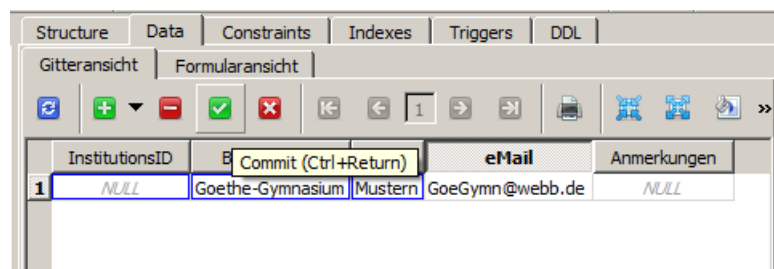 Structure Data Constraints Indexes Triggers DDL
Gitteransicht Formularansicht
1 »
InstitutionsID B Commit (Ctrl+Return) eMail Anmerkungen
1 NULL Goethe-Gymnasium Mustern GoeGymn@webb.de NULL